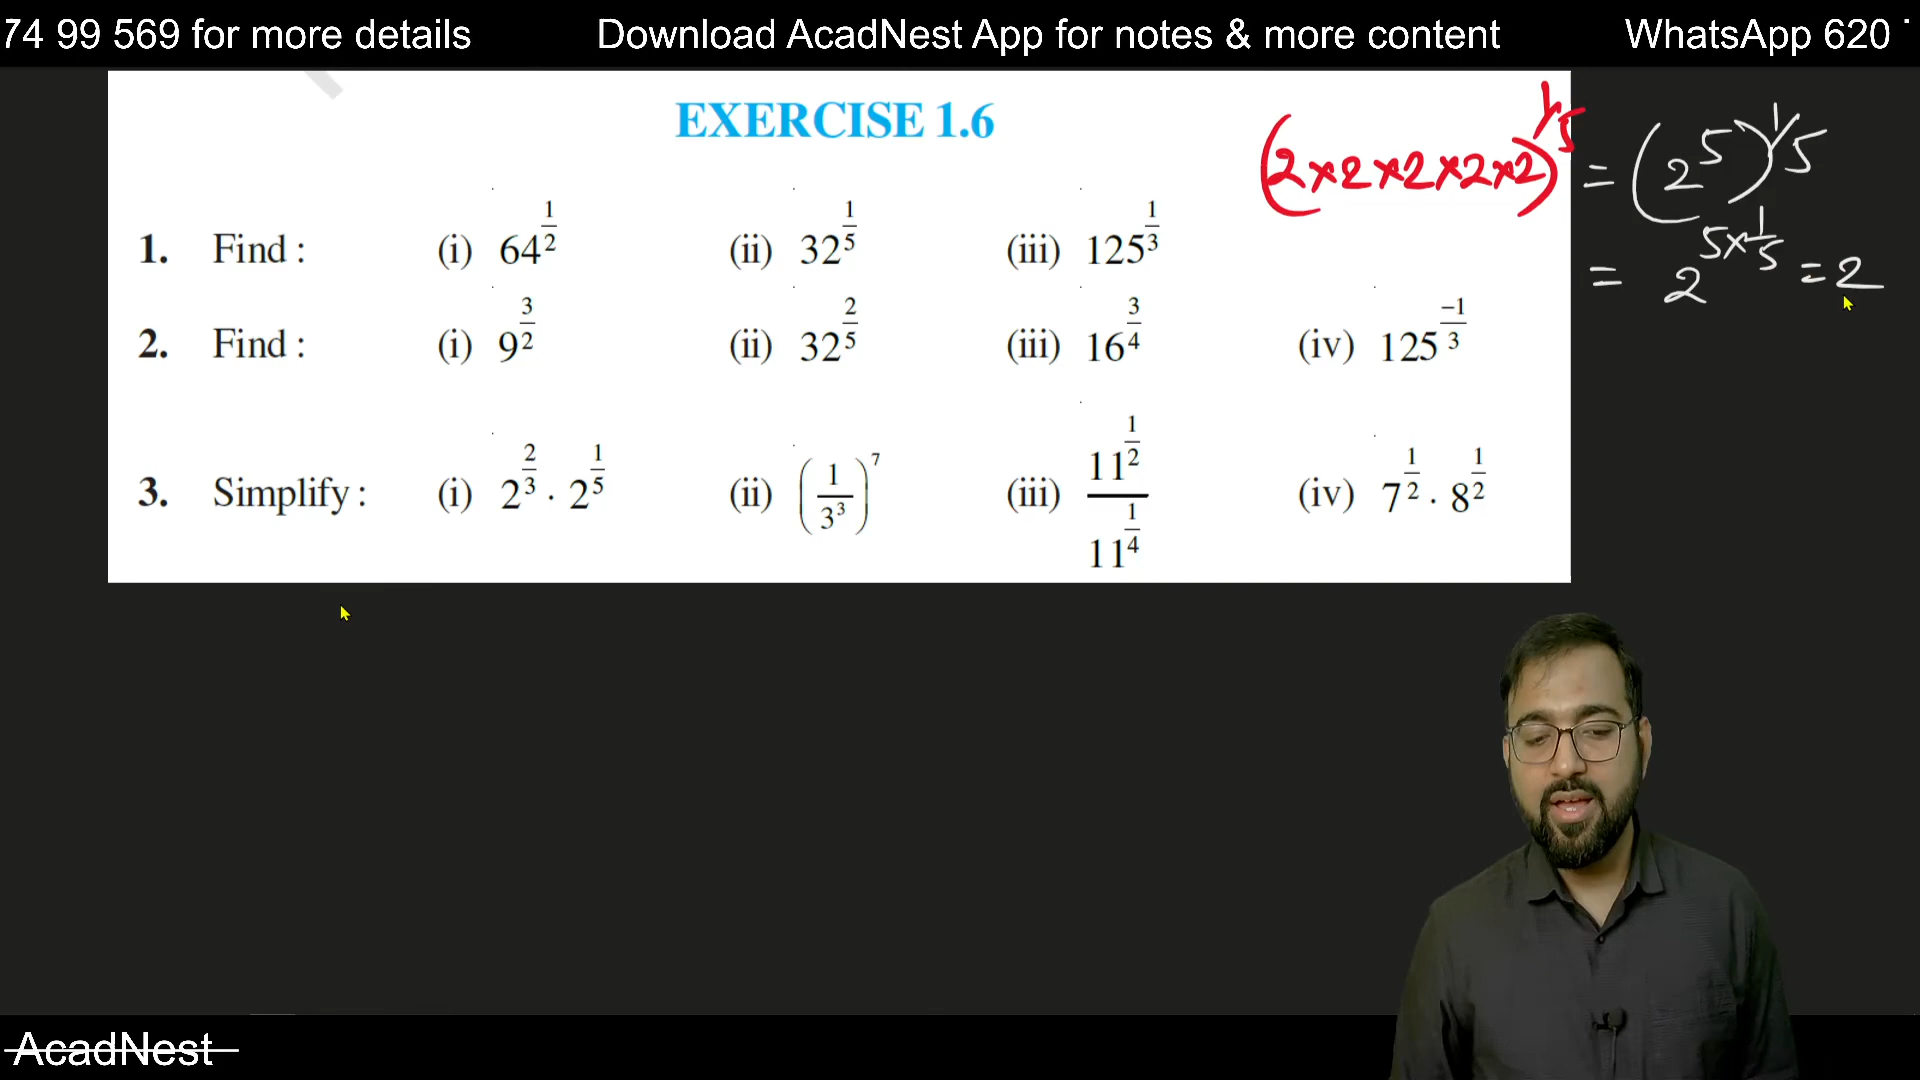 74 99 569 for more details Download AcadNest App for notes & more content WhatsApp 620
EXERCISE 1.6
(2×2×2×2×2)^1/5 = (2^5)^1/5
= 2^(5×1/5) = 2
1. Find : (i) 64^(1/2) (ii) 32^(1/5) (iii) 125^(1/3)
2. Find : (i) 9^(3/2) (ii) 32^(2/5) (iii) 16^(3/4) (iv) 125^(-1/3)
3. Simplify : (i) 2^(2/3) . 2^(1/5) (ii) (1/3^3)^7 (iii) 11^(1/2)/11^(1/4) (iv) 7^(1/2) . 8^(1/2)
AcadNest